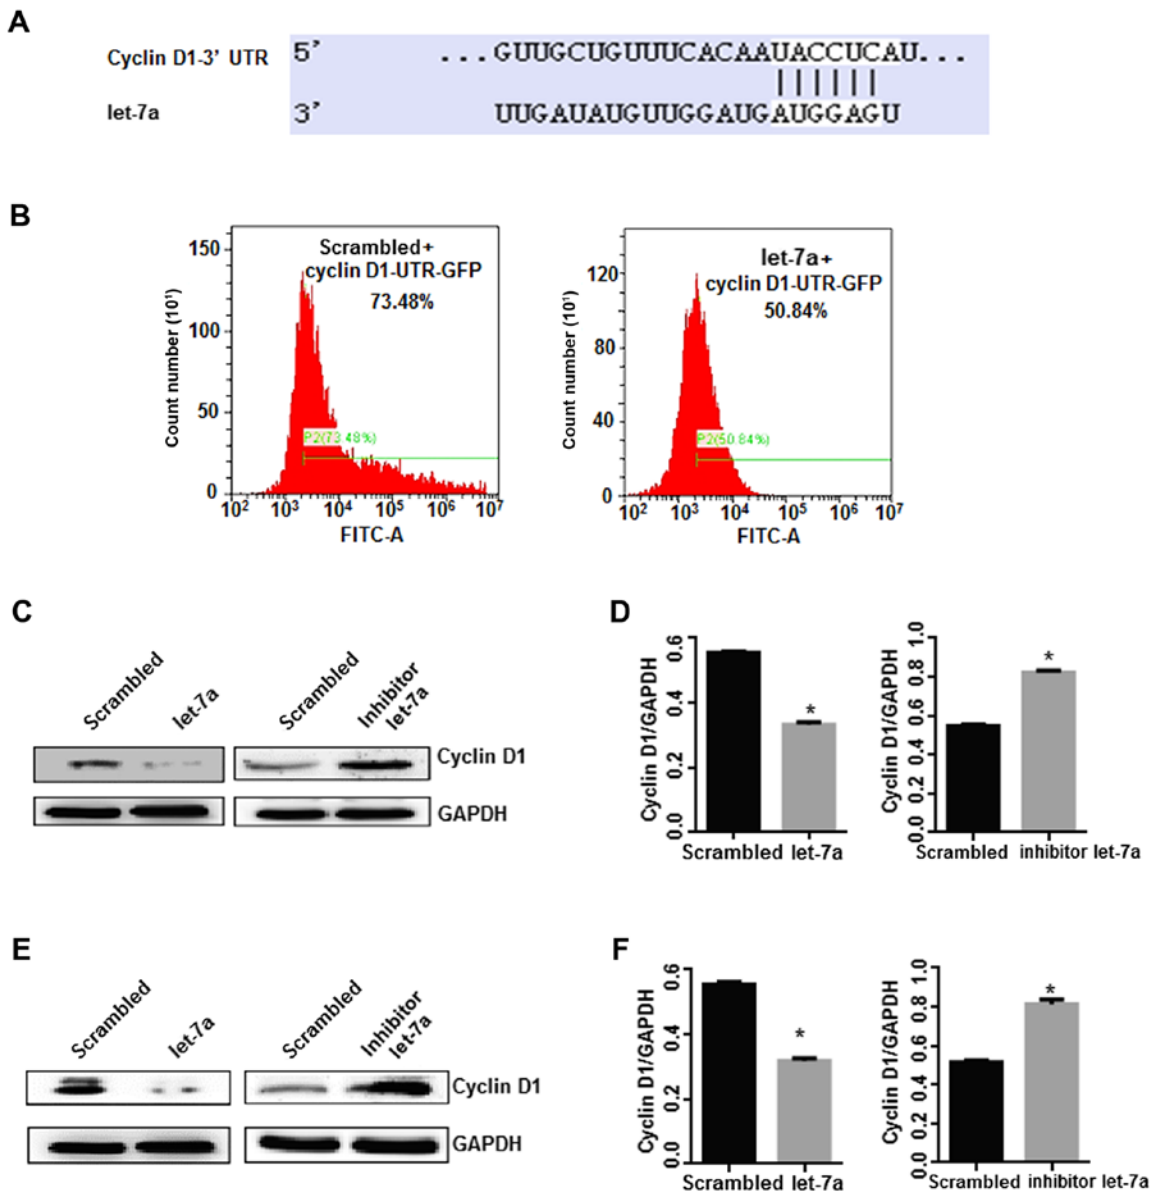 A
Cyclin D1-3' UTR 5' ...GUUGCUGUUUCACAAUACCUCAU...
let-7a 3' UUGAUAUGUUGGAUGAUGGAGU
B
Scrambled+
cyclin D1-UTR-GFP
73.48%
P2(73.48%)
Count number (10¹)
150
100
50
0
10² 10³ 10⁴ 10⁵ 10⁶ 10⁷
FITC-A
let-7a+
cyclin D1-UTR-GFP
50.84%
P2(50.84%)
Count number (10¹)
120
80
40
0
10² 10³ 10⁴ 10⁵ 10⁶ 10⁷
FITC-A
C
Scrambled
let-7a
Scrambled
Inhibitor
let-7a
Cyclin D1
GAPDH
D
Cyclin D1/GAPDH
0.6
0.4
0.2
0.0
*
Scrambled let-7a
Cyclin D1/GAPDH
1.0
0.8
0.6
0.4
0.2
0.0
*
Scrambled inhibitor let-7a
E
Scrambled
let-7a
Scrambled
Inhibitor
let-7a
Cyclin D1
GAPDH
F
Cyclin D1/GAPDH
0.6
0.4
0.2
0.0
*
Scrambled let-7a
Cyclin D1/GAPDH
1.0
0.8
0.6
0.4
0.2
0.0
*
Scrambled inhibitor let-7a